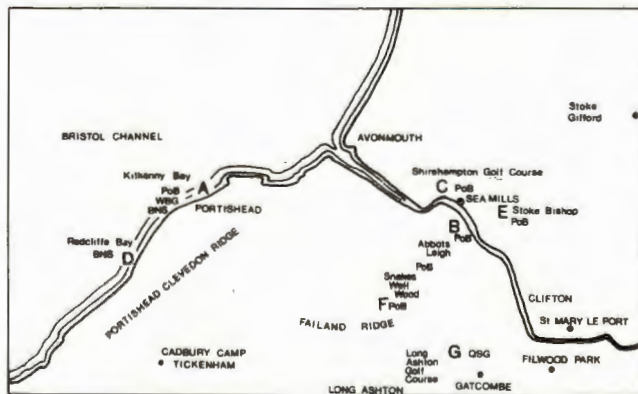 Stoke
Gifford
BRISTOL CHANNEL
AVONMOUTH
Kilkenny Bay
A
PoB
WBG
BNS
PORTISHEAD
Shirehampton Golf Course
C
PoB
SEA MILLS
E
Stoke Bishop
PoB
B
PoB
Redcliffe Bay
BNS
D
PORTISHEAD CLEVEDON RIDGE
Abbots
Leigh
PoB
Snakes
Well
Wood
F
PoB
FAILAND RIDGE
CLIFTON
St MARY LE PORT
CADBURY CAMP
TICKENHAM
Long
Ashton
Golf
Course
G
QSG
GATCOMBE
FILWOOD PARK
LONG ASHTON